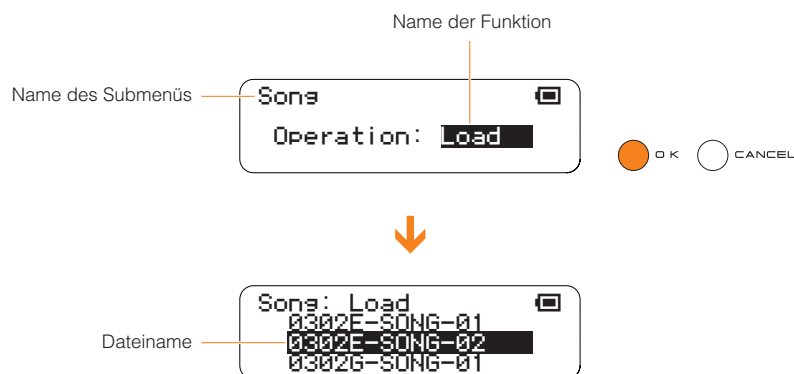 Name der Funktion
Name des Submenüs
Song
Operation: Load
OK
CANCEL
Song: Load
0302E-SONG-01
Dateiname
0302E-SONG-02
0302G-SONG-01